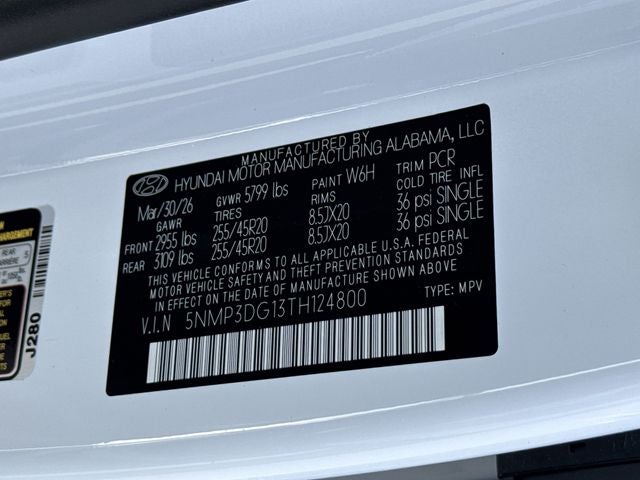 MANUFACTURED BY
HYUNDAI MOTOR MANUFACTURING ALABAMA, LLC
Mar/30/26 GVWR 5799 lbs PAINT W6H TRIM PCR
GAWR TIRES RIMS COLD TIRE INFL
FRONT 2955 lbs 255/45R20 8.5JX20 36 psi SINGLE
REAR 3109 lbs 255/45R20 8.5JX20 36 psi SINGLE
THIS VEHICLE CONFORMS TO ALL APPLICABLE U.S.A. FEDERAL
MOTOR VEHICLE SAFETY AND THEFT PREVENTION STANDARDS
IN EFFECT ON THE DATE OF MANUFACTURE SHOWN ABOVE
V.I.N 5NMP3DG13TH124800 TYPE: MPV
REAR
J280